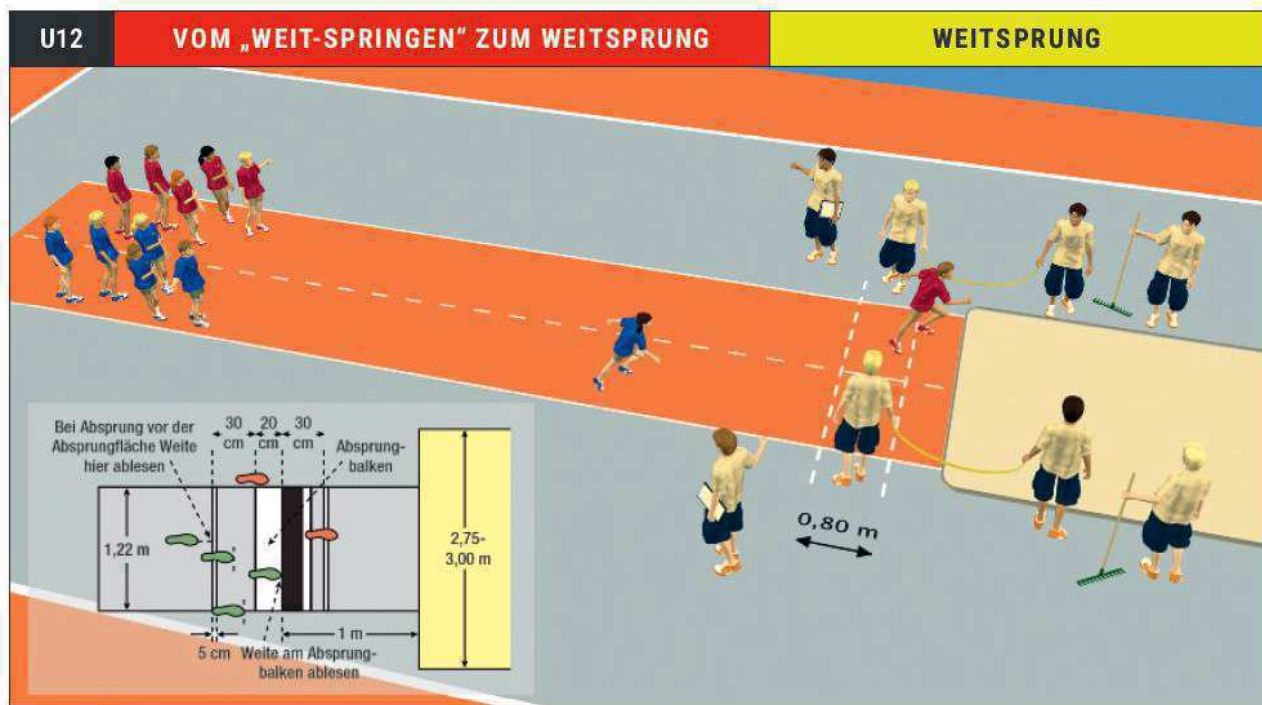 U12
VOM „WEIT-SPRINGEN“ ZUM WEITSPRUNG
WEITSPRUNG
Bei Absprung vor der
Absprungfläche Weite
hier ablesen
30
cm
20
cm
30
cm
Absprung-
balken
1,22 m
2,75-
3,00 m
1 m
5 cm
Weite am Absprung-
balken ablesen
0,80 m